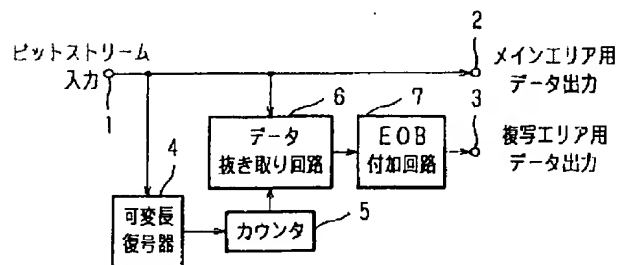 ビットストリーム
入力
1
2
メインエリア用
データ出力
6
7
3
データ
抜き取り回路
EOB
付加回路
複写エリア用
データ出力
4
可変長
復号器
カウンタ
5